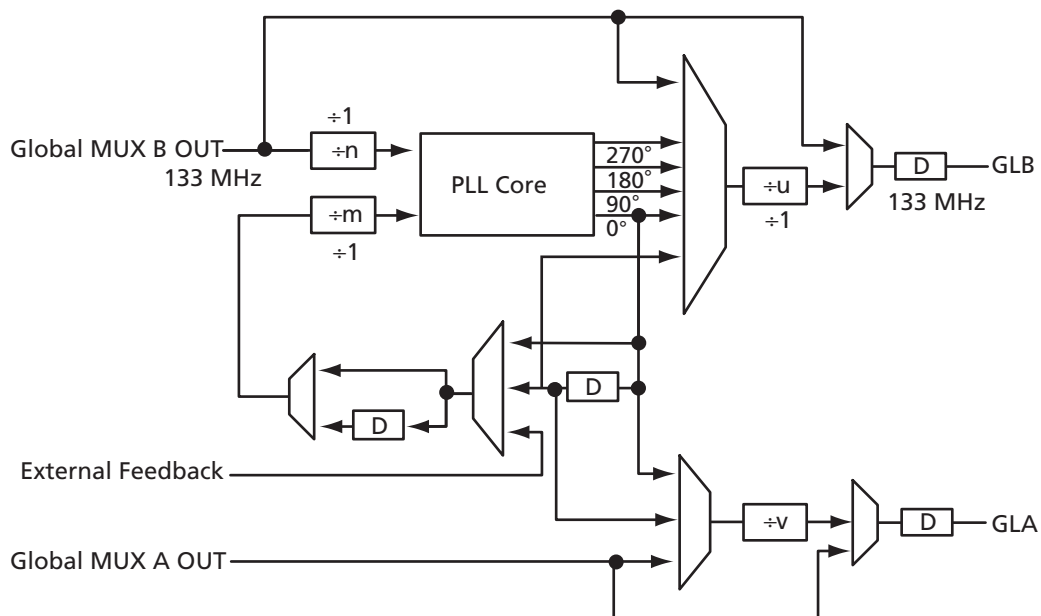 ÷1
Global MUX B OUT
÷n
133 MHz
PLL Core
270°
180°
90°
0°
÷m
÷1
÷u
÷1
D
GLB
133 MHz
D
D
External Feedback
÷v
D
GLA
Global MUX A OUT